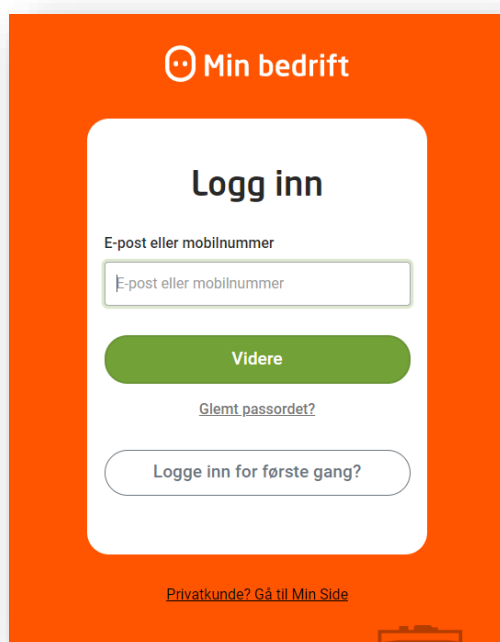 Min bedrift
Logg inn
E-post eller mobilnummer
E-post eller mobilnummer
Videre
Glemt passordet?
Logge inn for første gang?
Privatkunde? Gå til Min Side